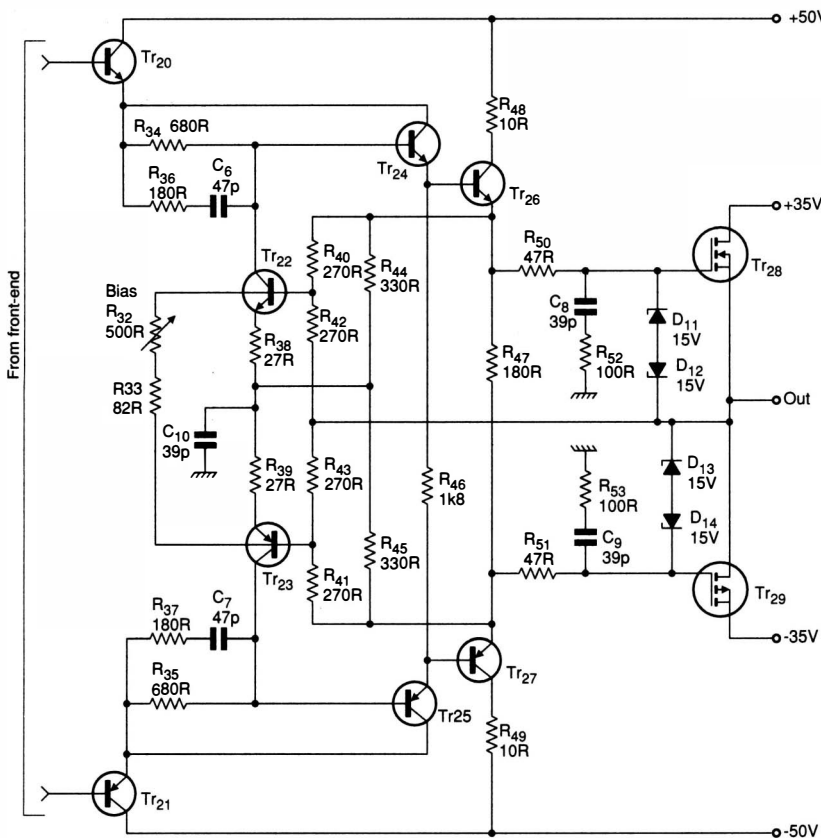 +50V
Tr20
R48
10R
R34 680R
Tr24
R36
180R
C6
47p
Tr26
+35V
R50
47R
Tr28
Tr22
R40
270R
R44
330R
Bias
R32
500R
C8
39p
D11
15V
R38
27R
R42
270R
R47
180R
R52
100R
D12
15V
From front-end
R33
82R
Out
C10
39p
R39
27R
R43
270R
R46
1k8
R53
100R
D13
15V
R45
330R
R51
47R
C9
39p
D14
15V
Tr23
R41
270R
Tr29
R37
180R
C7
47p
-35V
Tr27
R35
680R
Tr25
R49
10R
Tr21
-50V